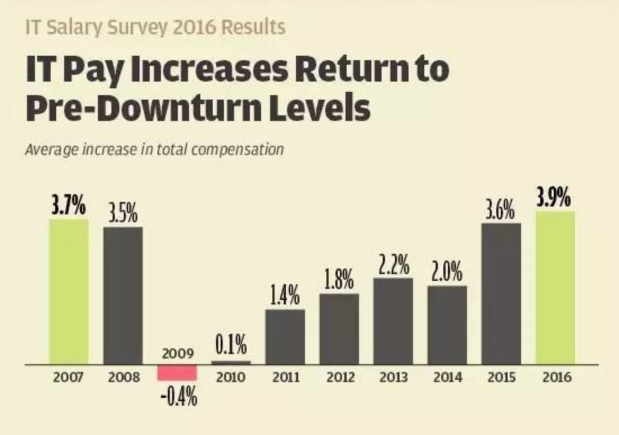 IT Salary Survey 2016 Results
IT Pay Increases Return to
Pre-Downturn Levels
Average increase in total compensation
3.7% 3.5% 2009 0.1% 1.4% 1.8% 2.2% 2.0% 3.6% 3.9%
2007 2008 -0.4% 2010 2011 2012 2013 2014 2015 2016